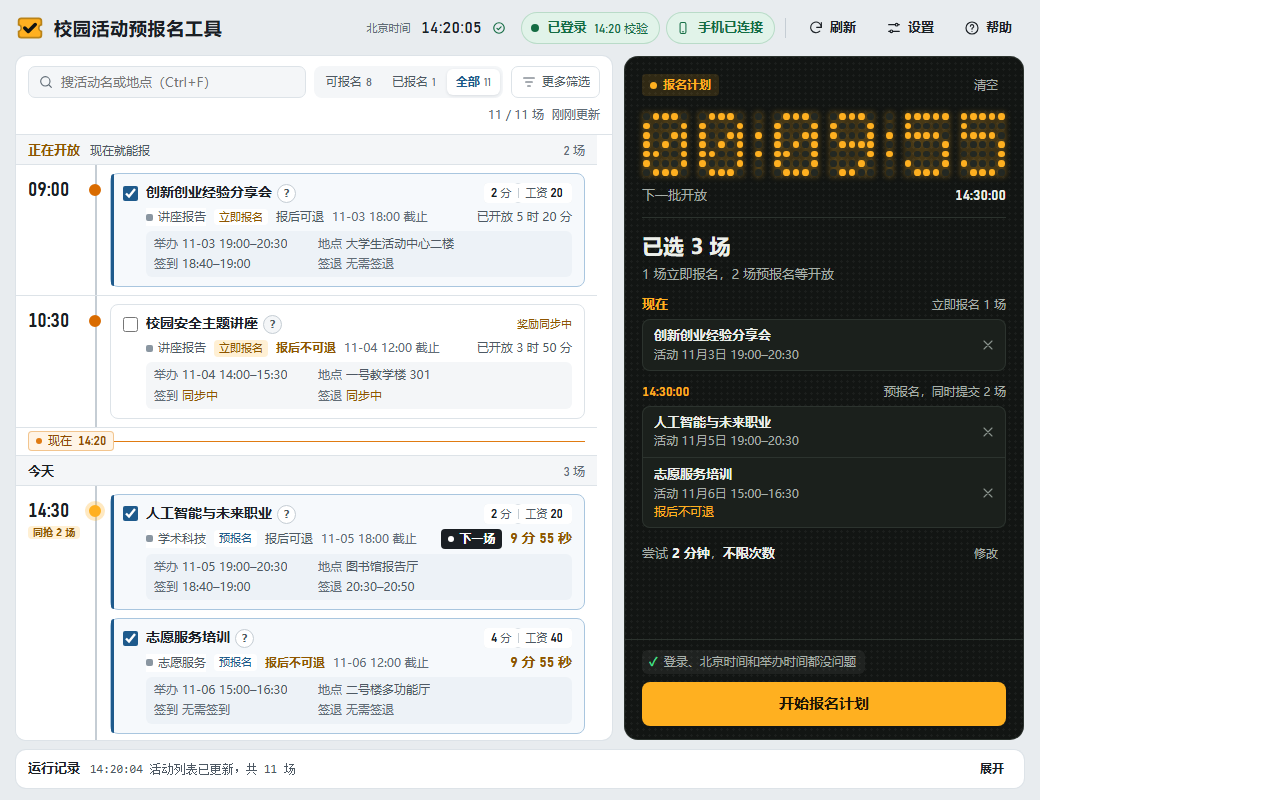 校园活动预报名工具
北京时间 14:20:05
已登录 14:20 校验
手机已连接
刷新
设置
帮助
搜活动名或地点（Ctrl+F）
可报名 8
已报名 1
全部 11
更多筛选
11 / 11 场 刚刚更新
正在开放 现在就能报
2 场
09:00
创新创业经验分享会 ?
2 分 工资 20
讲座报告 立即报名 报后可退 11-03 18:00 截止
已开放 5 时 20 分
举办 11-03 19:00–20:30 地点 大学生活动中心二楼
签到 18:40–19:00 签退 无需签退
10:30
校园安全主题讲座 ?
奖励同步中
讲座报告 立即报名 报后不可退 11-04 12:00 截止
已开放 3 时 50 分
举办 11-04 14:00–15:30 地点 一号教学楼 301
签到 同步中 签退 同步中
现在 14:20
今天
3 场
14:30
同抢 2 场
人工智能与未来职业 ?
2 分 工资 20
学术科技 预报名 报后可退 11-05 18:00 截止
下一场 9 分 55 秒
举办 11-05 19:00–20:30 地点 图书馆报告厅
签到 18:40–19:00 签退 20:30–20:50
志愿服务培训 ?
4 分 工资 40
志愿服务 预报名 报后不可退 11-06 12:00 截止
9 分 55 秒
举办 11-06 15:00–16:30 地点 二号楼多功能厅
签到 无需签到 签退 无需签退
报名计划
清空
00:09:55
下一批开放
14:30:00
已选 3 场
1 场立即报名，2 场预报名等开放
现在
立即报名 1 场
创新创业经验分享会
活动 11月3日 19:00–20:30
14:30:00
预报名，同时提交 2 场
人工智能与未来职业
活动 11月5日 19:00–20:30
志愿服务培训
活动 11月6日 15:00–16:30
报后不可退
尝试 2 分钟，不限次数
修改
登录、北京时间和举办时间都没问题
开始报名计划
运行记录 14:20:04 活动列表已更新，共 11 场
展开